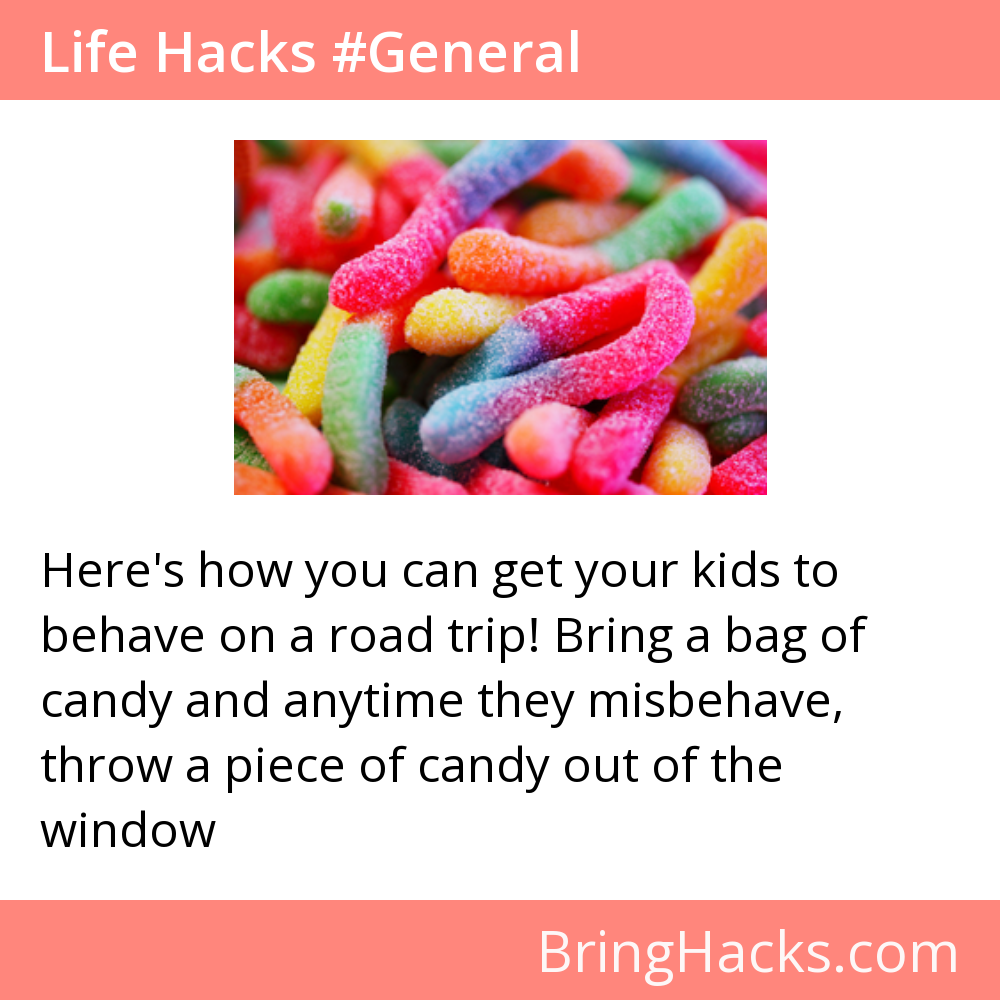 Life Hacks #General
Here's how you can get your kids to
behave on a road trip! Bring a bag of
candy and anytime they misbehave,
throw a piece of candy out of the
window
BringHacks.com